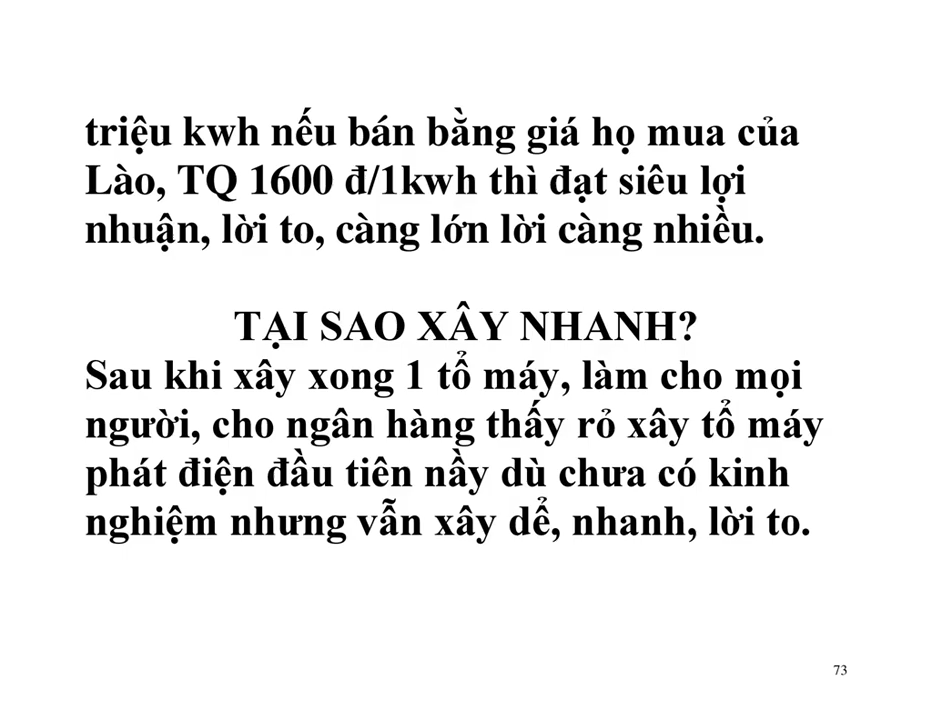 triệu kwh nếu bán bằng giá họ mua của
Lào, TQ 1600 đ/1kwh thì đạt siêu lợi
nhuận, lời to, càng lớn lời càng nhiều.
TẠI SAO XÂY NHANH?
Sau khi xây xong 1 tổ máy, làm cho mọi
người, cho ngân hàng thấy rỏ xây tổ máy
phát điện đầu tiên nầy dù chưa có kinh
nghiệm nhưng vẫn xây dể, nhanh, lời to.
73